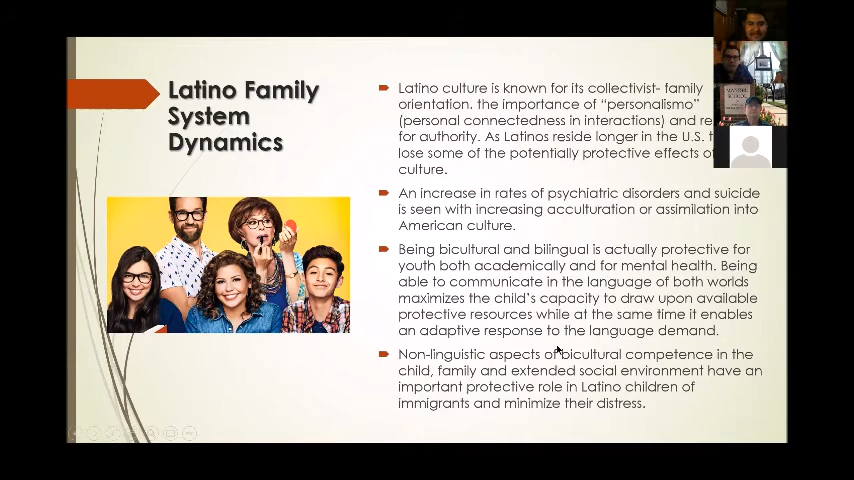 Latino Family
System
Dynamics
Latino culture is known for its collectivist- family
orientation. the importance of “personalismo”
(personal connectedness in interactions) and
for authority. As Latinos reside longer in the U.S.
lose some of the potentially protective effects of
culture.
An increase in rates of psychiatric disorders and suicide
is seen with increasing acculturation or assimilation into
American culture.
Being bicultural and bilingual is actually protective for
youth both academically and for mental health. Being
able to communicate in the language of both worlds
maximizes the child’s capacity to draw upon available
protective resources while at the same time it enables
an adaptive response to the language demand.
Non-linguistic aspects of bicultural competence in the
child, family and extended social environment have an
important protective role in Latino children of
immigrants and minimize their distress.